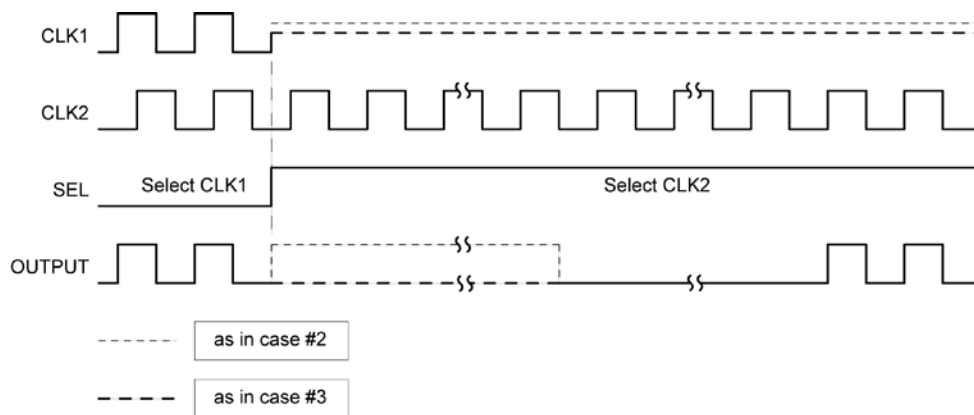 CLK1
CLK2
SEL
Select CLK1
Select CLK2
OUTPUT
as in case #2
as in case #3